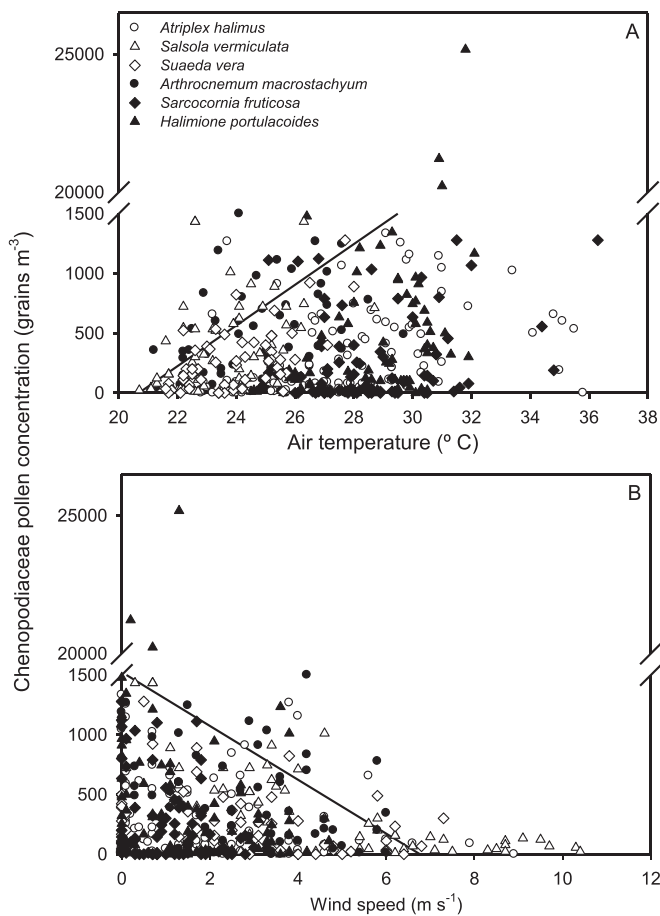 A
Atriplex halimus
Salsola vermiculata
Suaeda vera
Arthrocnemum macrostachyum
Sarcocornia fruticosa
Halimione portulacoides
25000
20000
1500
1000
500
0
20 22 24 26 28 30 32 34 36 38
Air temperature (º C)
Chenopodiaceae pollen concentration (grains m-3)
B
25000
20000
1500
1000
500
0
0 2 4 6 8 10 12
Wind speed (m s-1)